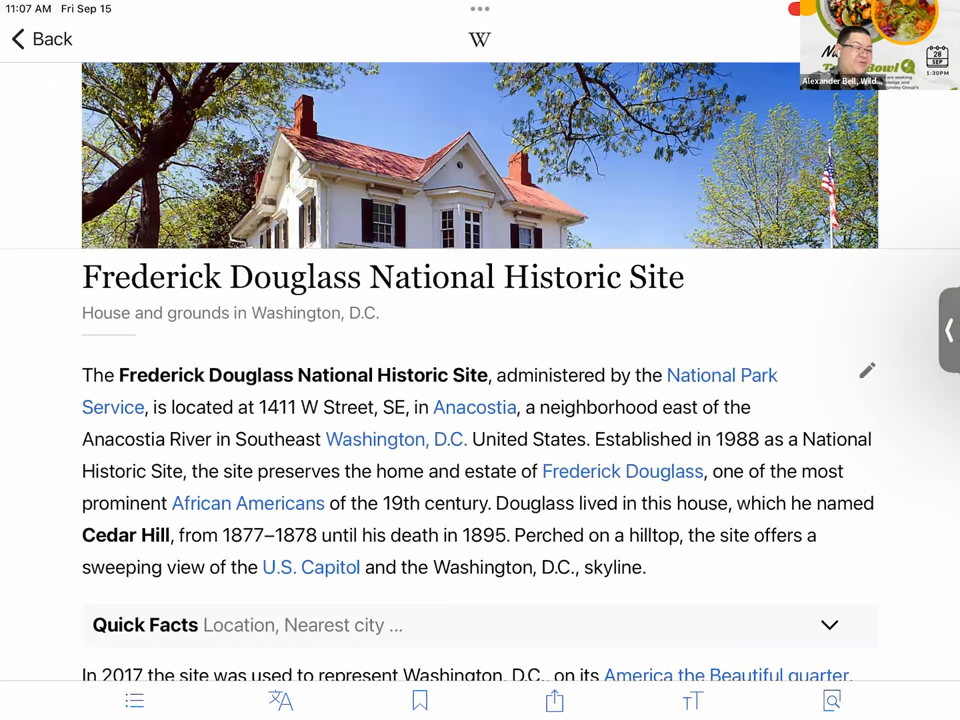 11:07 AM Fri Sep 15
Back
W
28
SEP
1:30PM
Alexander Bell, Wild...
Frederick Douglass National Historic Site
House and grounds in Washington, D.C.
The Frederick Douglass National Historic Site, administered by the National Park
Service, is located at 1411 W Street, SE, in Anacostia, a neighborhood east of the
Anacostia River in Southeast Washington, D.C. United States. Established in 1988 as a National
Historic Site, the site preserves the home and estate of Frederick Douglass, one of the most
prominent African Americans of the 19th century. Douglass lived in this house, which he named
Cedar Hill, from 1877–1878 until his death in 1895. Perched on a hilltop, the site offers a
sweeping view of the U.S. Capitol and the Washington, D.C., skyline.
Quick Facts Location, Nearest city ...
In 2017 the site was used to represent Washington, D.C., on its America the Beautiful quarter.